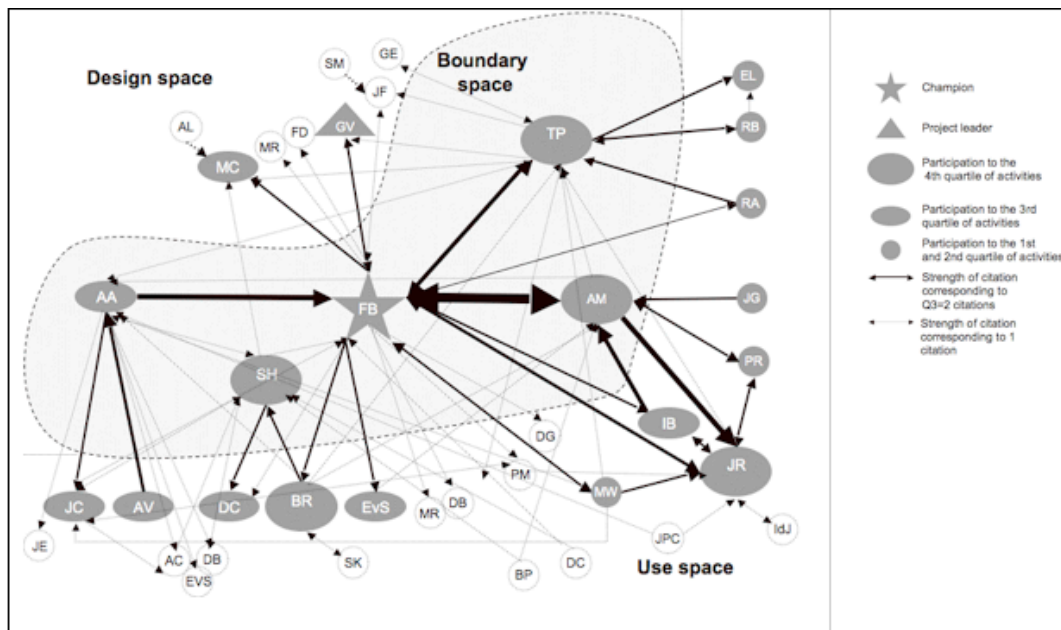 Design space
Boundary
space
SM
GE
JF
AL
MR
FD
GV
MC
TP
EL
RB
RA
AA
FB
AM
JG
SH
PR
IB
JR
DG
PM
JC
AV
DC
BR
EvS
MR
DB
MW
JE
AC
DB
EVS
SK
BP
DC
JPC
IdJ
Use space
Champion
Project leader
Participation to the
4th quartile of activities
Participation to the 3rd
quartile of activities
Participation to the 1st
and 2nd quartile of activities
Strength of citation
corresponding to
Q3=2 citations
Strength of citation
corresponding to 1
citation